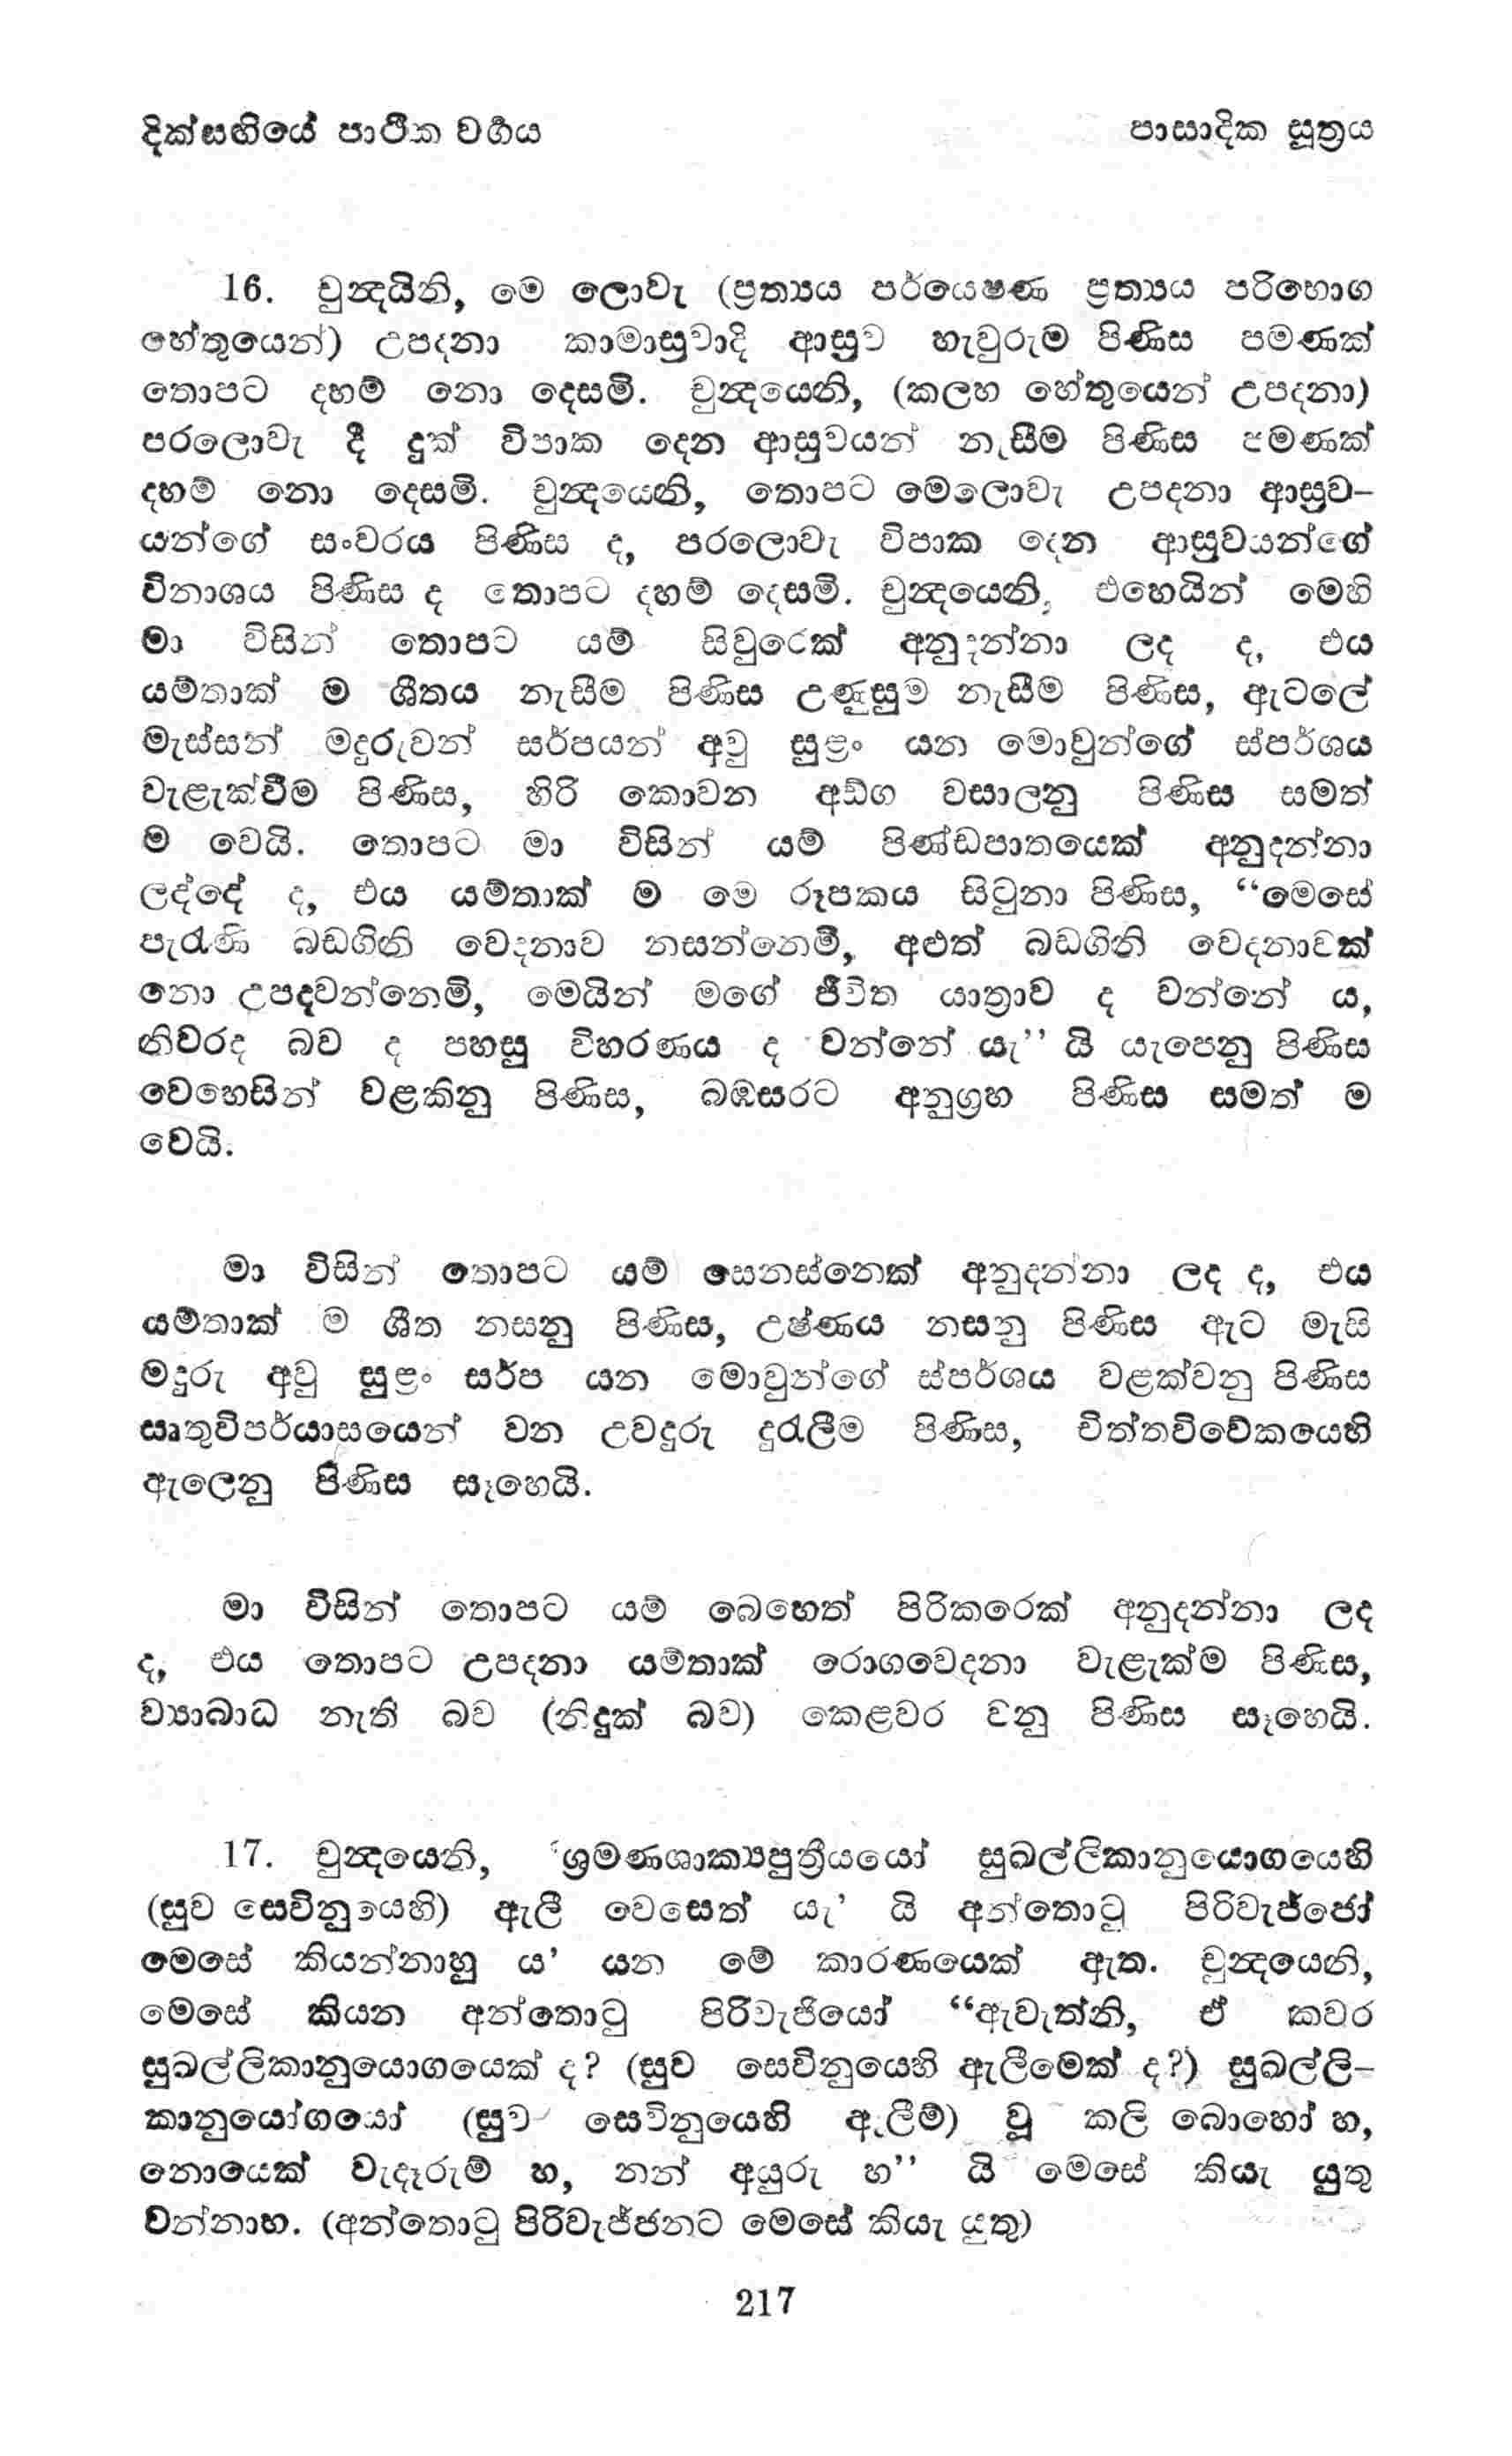 දික්සඟියේ පාථික වර්‍ගය
පාසාදික සූත්‍රය
16. චුන්‍දයිනි, මෙ ලොවැ (ප්‍රත්‍යය පර්යෙෂණ ප්‍රත්‍යය පරිභොග
හේතුයෙන්) උපදනා කාමාස්‍රවාදි ආස්‍රව හැවුරුම පිණිස පමණක්
තොපට දහම් නො දෙසමි. චුන්‍දයෙනි, (කලහ හේතුයෙන් උපදනා)
පරලොවැ දී දුක් විපාක දෙන ආස්‍රවයන් නැසීම පිණිස පමණක්
දහම් නො දෙසමි. චුන්‍දයෙනි, තොපට මෙලොවැ උපදනා ආස්‍රව–
යන්ගේ සංවරය පිණිස ද, පරලොවැ විපාක දෙන ආස්‍රවයන්ගේ
විනාශය පිණිස ද තොපට දහම් දෙසමි. චුන්‍දයෙනි, එහෙයින් මෙහි
මා විසින් තොපට යම් සිවුරෙක් අනුදන්නා ලද ද, එය
යම්තාක් ම ශීතය නැසීම පිණිස උණුසුම නැසීම පිණිස, ඇටලේ
මැස්සන් මදුරුවන් සර්පයන් අවු සුළං යන මොවුන්ගේ ස්පර්ශය
වැළැක්වීම පිණිස, හිරි කොවන අඩ්ග වසාලනු පිණිස සමත්
ම වෙයි. තොපට මා විසින් යම් පිණ්ඩපාතයෙක් අනුදන්නා
ලද්දේ ද, එය යම්තාක් ම මෙ රූපකය සිටුනා පිණිස, “මෙසේ
පැරැණි බඩගිනි වෙදනාව නසන්නෙමි, අළුත් බඩගිනි වෙදනාවක්
නො උපදවන්නෙමි, මෙයින් මගේ ජීවිත යාත්‍රාව ද වන්නේ ය,
නිවරද බව ද පහසු විහරණය ද වන්නේ යැ” යි යැපෙනු පිණිස
වෙහෙසින් වළකිනු පිණිස, බඹසරට අනුග්‍රහ පිණිස සමත් ම
වෙයි.
මා විසින් තොපට යම් සෙනස්නෙක් අනුදන්නා ලද ද, එය
යම්තාක් ම ශීත නසනු පිණිස, උෂ්ණය නසනු පිණිස ඇට මැසි
මදුරු අවු සුළං සර්ප යන මොවුන්ගේ ස්පර්ශය වළක්වනු පිණිස
ඍතුවිපර්යාසයෙන් වන උවදුරු දුරැලීම පිණිස, චිත්තවිවේකයෙහි
ඇලෙනු පිණිස සෑහෙයි.
මා විසින් තොපට යම් බෙහෙත් පිරිකරෙක් අනුදන්නා ලද
ද, එය තොපට උපදනා යම්තාක් රොගවෙදනා වැළැක්ම පිණිස,
ව්‍යාබාධ නැති බව (නිදුක් බව) කෙළවර වනු පිණිස සෑහෙයි.
17. චුන්‍දයෙනි, ‘ශ්‍රමණශාක්‍යපුත්‍රීයයෝ සුඛල්ලිකානුයොගයෙහි
(සුව සෙවිනුයෙහි) ඇලී වෙසෙත් යැ’ යි අන්තොටු පිරිවැජ්ජෝ
මෙසේ කියන්නාහු ය’ යන මේ කාරණයෙක් ඇත. චුන්‍දයෙනි,
මෙසේ කියන අන්තොටු පිරිවැජියෝ “ඇවැත්නි, ඒ කවර
සුඛල්ලිකානුයොගයෙක් ද? (සුව සෙවිනුයෙහි ඇලීමෙක් ද?) සුඛල්ලි–
කානුයෝගයෝ (සුව සෙවිනුයෙහි ඇලීම්) වූ කලි බොහෝ හ,
නොයෙක් වැදෑරුම් හ, නන් අයුරු හ” යි මෙසේ කියැ යුතු
වන්නාහ. (අන්තොටු පිරිවැජ්ජනට මෙසේ කියැ යුතු)
217